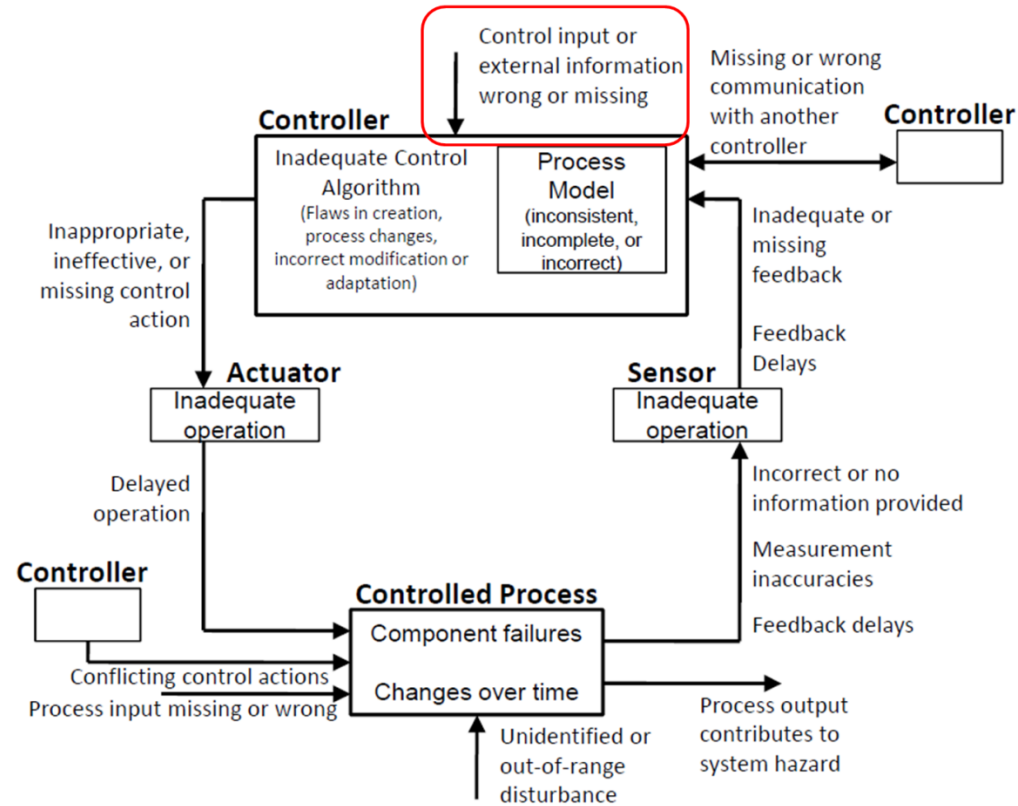 Control input or
external information
wrong or missing
Missing or wrong
communication
with another
controller
Controller
Controller
Inadequate Control
Algorithm
(Flaws in creation,
process changes,
incorrect modification or
adaptation)
Process
Model
(inconsistent,
incomplete, or
incorrect)
Inappropriate,
ineffective, or
missing control
action
Inadequate or
missing
feedback
Feedback
Delays
Actuator
Inadequate
operation
Sensor
Inadequate
operation
Delayed
operation
Incorrect or no
information provided
Measurement
inaccuracies
Feedback delays
Controller
Controlled Process
Component failures
Changes over time
Conflicting control actions
Process input missing or wrong
Process output
contributes to
system hazard
Unidentified or
out-of-range
disturbance